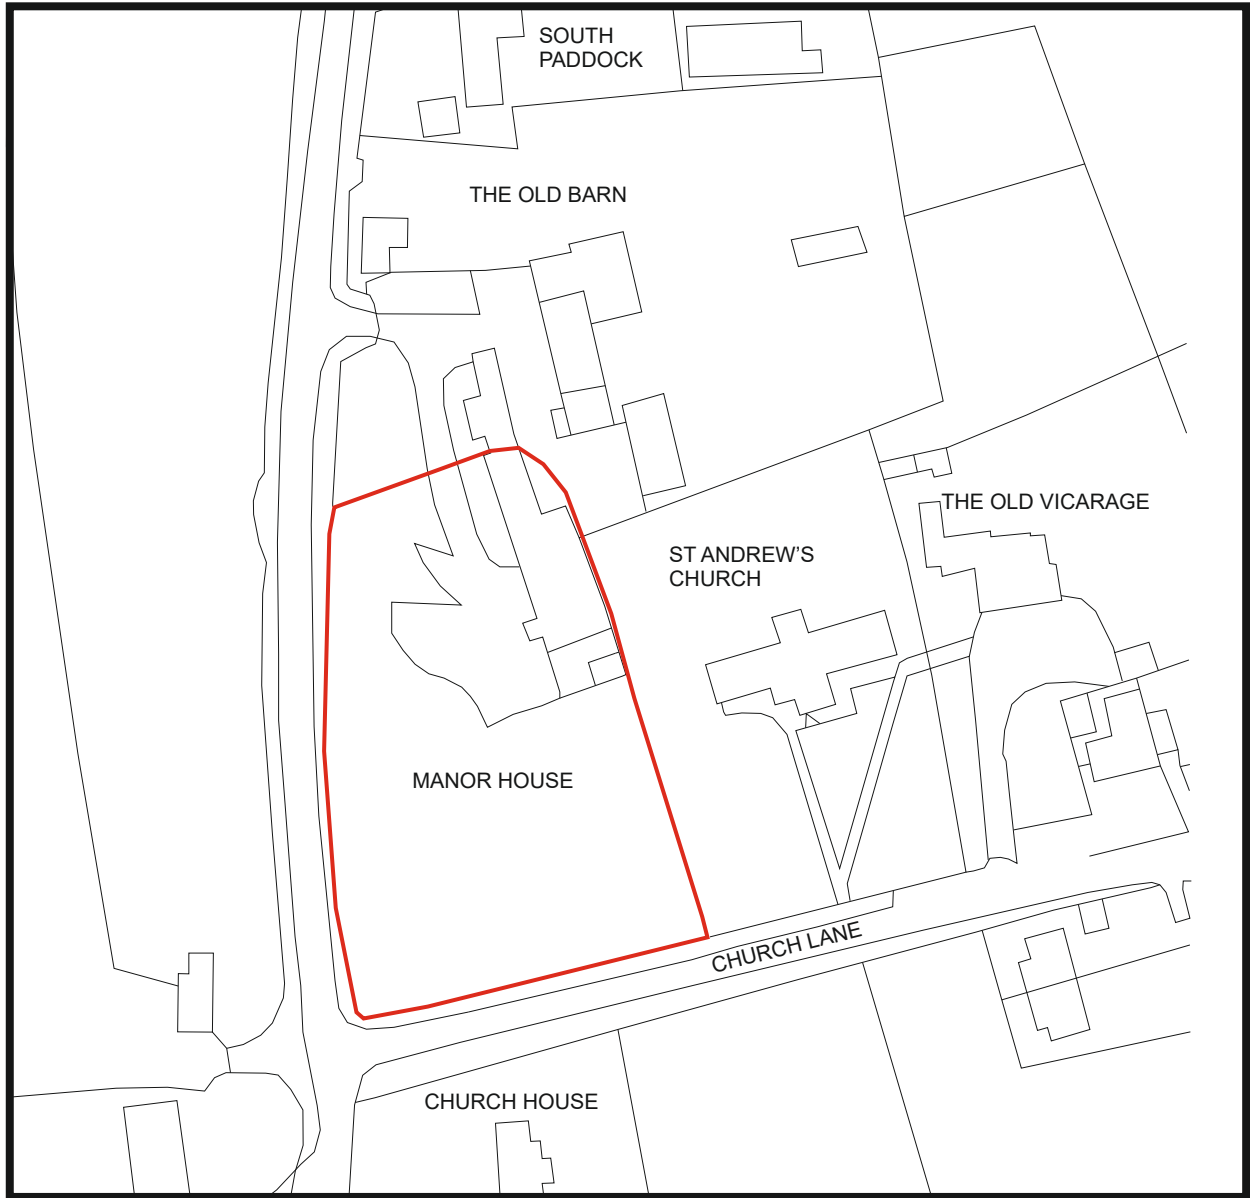 SOUTH
PADDOCK
THE OLD BARN
THE OLD VICARAGE
ST ANDREW'S
CHURCH
MANOR HOUSE
CHURCH LANE
CHURCH HOUSE